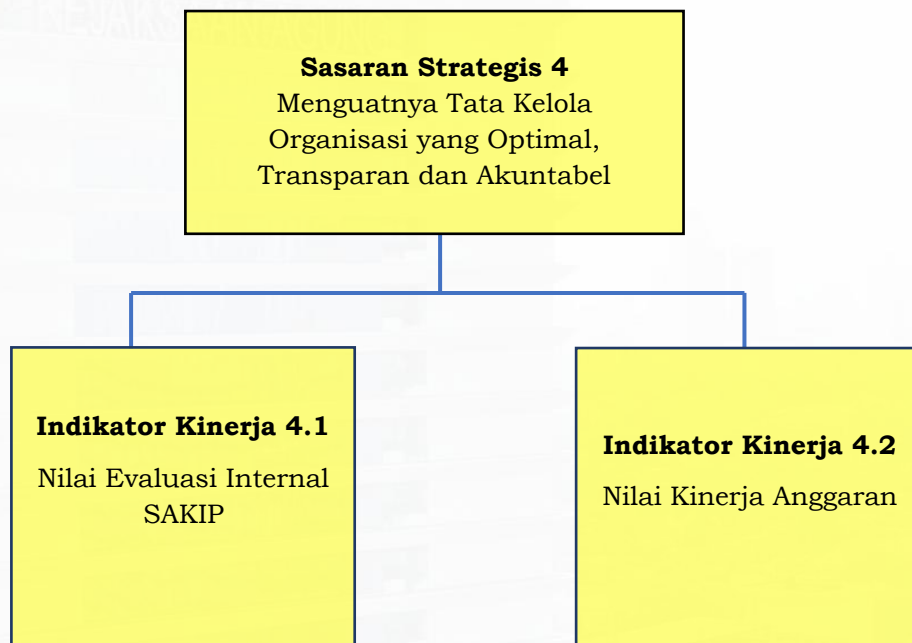 Sasaran Strategis 4
Menguatnya Tata Kelola
Organisasi yang Optimal,
Transparan dan Akuntabel
Indikator Kinerja 4.1
Nilai Evaluasi Internal
SAKIP
Indikator Kinerja 4.2
Nilai Kinerja Anggaran